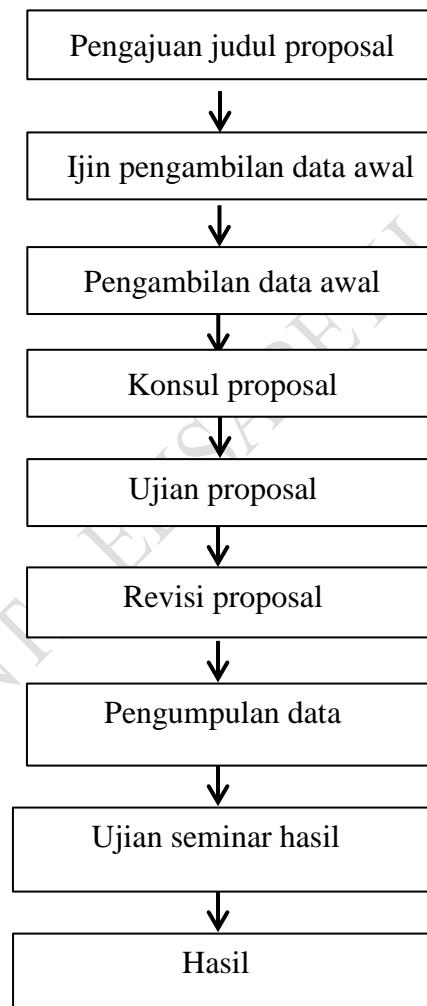 Pengajuan judul proposal
Ijin pengambilan data awal
Pengambilan data awal
Konsul proposal
Ujian proposal
Revisi proposal
Pengumpulan data
Ujian seminar hasil
Hasil